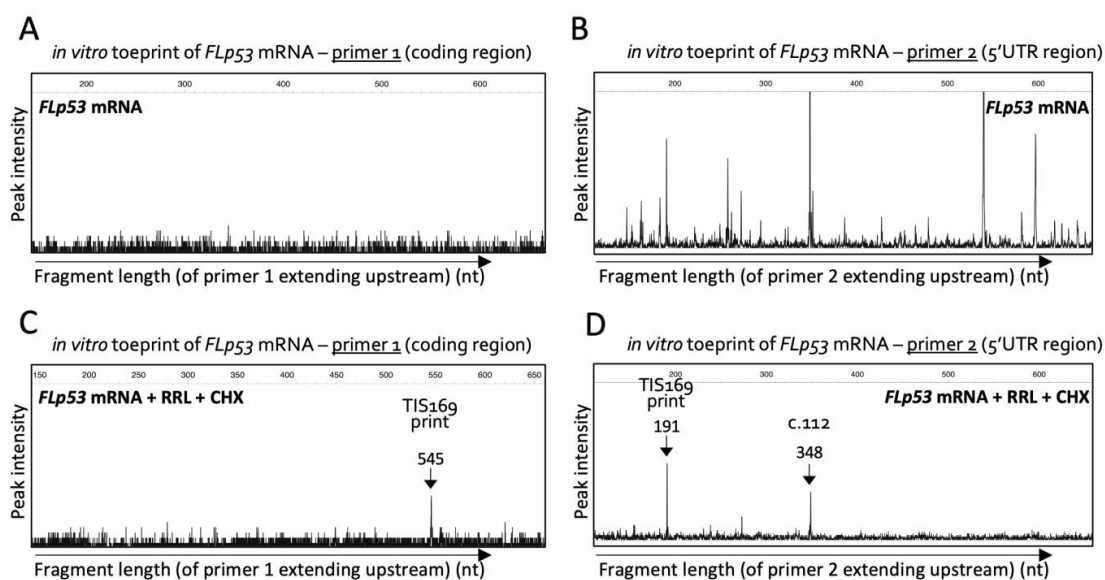 A
in vitro toeprint of FLp53 mRNA – primer 1 (coding region)
200 300 400 500 600
FLp53 mRNA
Peak intensity
Fragment length (of primer 1 extending upstream) (nt)
B
in vitro toeprint of FLp53 mRNA – primer 2 (5'UTR region)
200 300 400 500 600
FLp53 mRNA
Peak intensity
Fragment length (of primer 2 extending upstream) (nt)
C
in vitro toeprint of FLp53 mRNA – primer 1 (coding region)
150 200 250 300 350 400 450 500 550 600 650
FLp53 mRNA + RRL + CHX
TIS169
print
545
Peak intensity
Fragment length (of primer 1 extending upstream) (nt)
D
in vitro toeprint of FLp53 mRNA – primer 2 (5'UTR region)
200 300 400 500 600
FLp53 mRNA + RRL + CHX
TIS169
print
191
c.112
348
Peak intensity
Fragment length (of primer 2 extending upstream) (nt)